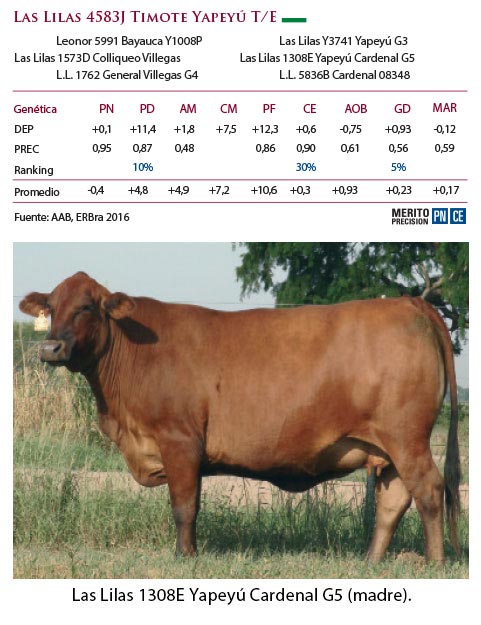 Las Lilas 4583J Timote Yapeyú T/E
Leonor 5991 Bayauca Y1008P Las Lilas Y3741 Yapeyú G3
Las Lilas 1573D Colliqueo Villegas Las Lilas 1308E Yapeyú Cardenal G5
L.L. 1762 General Villegas G4 L.L. 5836B Cardenal 08348
Genética PN PD AM CM PF CE AOB GD MAR
DEP +0,1 +11,4 +1,8 +7,5 +12,3 +0,6 -0,75 +0,93 -0,12
PREC 0,95 0,87 0,48 0,86 0,90 0,61 0,56 0,59
Ranking 10% 30% 5%
Promedio -0,4 +4,8 +4,9 +7,2 +10,6 +0,3 +0,93 +0,23 +0,17
Fuente: AAB, ERBra 2016 MERITO PN CE
PRECISION
Las Lilas 1308E Yapeyú Cardenal G5 (madre).